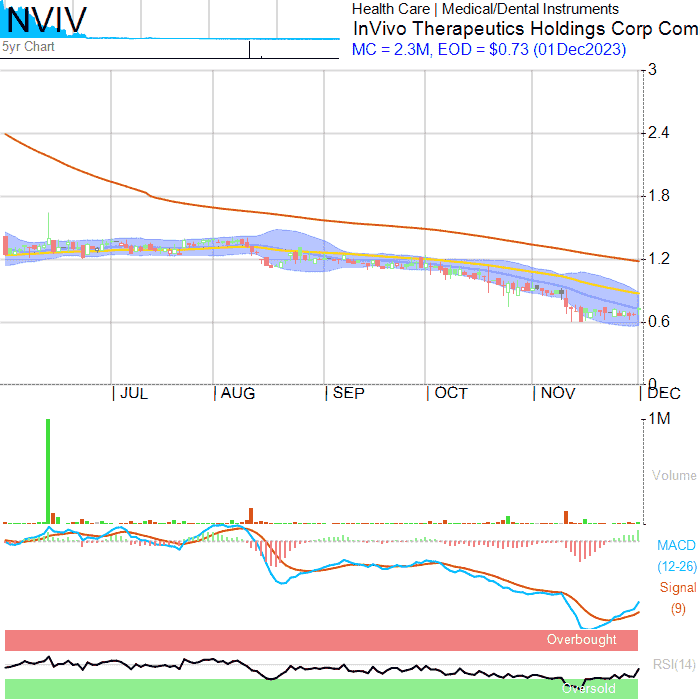 NVIV
5yr Chart
Health Care | Medical/Dental Instruments
InVivo Therapeutics Holdings Corp Com
MC = 2.3M, EOD = $0.73 (01Dec2023)
3
2.4
1.8
1.2
0.6
0
JUL
AUG
SEP
OCT
NOV
DEC
1M
Volume
MACD
(12-26)
Signal
(9)
Overbought
RSI(14)
Oversold